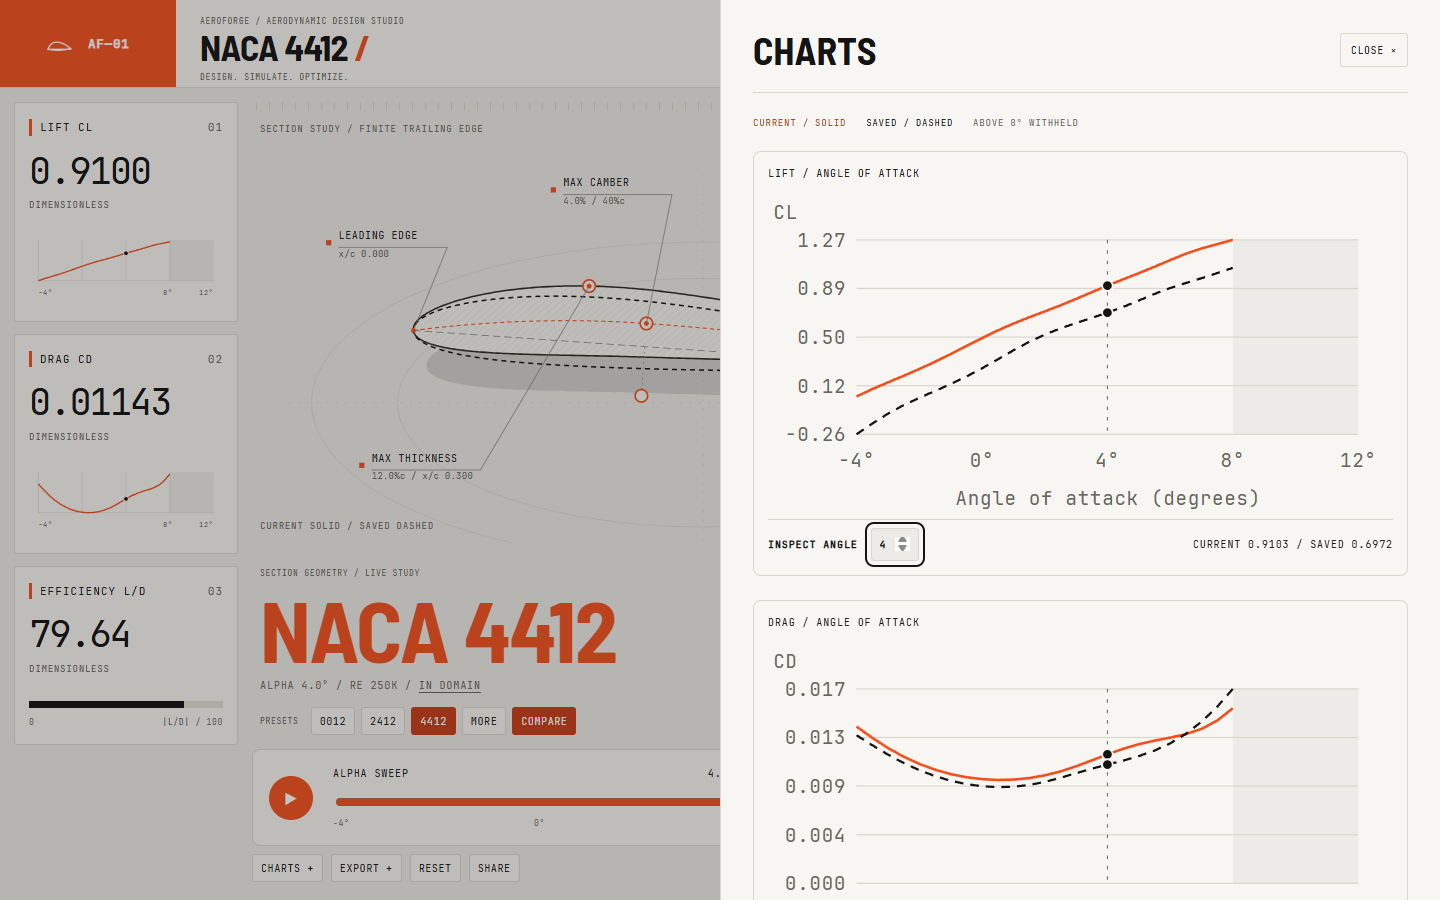 AF—01
AEROFORGE / AERODYNAMIC DESIGN STUDIO
NACA 4412 /
DESIGN. SIMULATE. OPTIMIZE.
LIFT CL 01
0.9100
DIMENSIONLESS
-4° 8° 12°
DRAG CD 02
0.01143
DIMENSIONLESS
-4° 8° 12°
EFFICIENCY L/D 03
79.64
DIMENSIONLESS
0 |L/D| / 100
SECTION STUDY / FINITE TRAILING EDGE
MAX CAMBER
4.0% / 40%c
LEADING EDGE
x/c 0.000
MAX THICKNESS
12.0%c / x/c 0.300
CURRENT SOLID / SAVED DASHED
SECTION GEOMETRY / LIVE STUDY
NACA 4412
ALPHA 4.0° / RE 250K / IN DOMAIN
PRESETS 0012 2412 4412 MORE COMPARE
ALPHA SWEEP 4.
-4° 0°
CHARTS + EXPORT + RESET SHARE
CHARTS
CLOSE ×
CURRENT / SOLID SAVED / DASHED ABOVE 8° WITHHELD
LIFT / ANGLE OF ATTACK
CL
1.27
0.89
0.50
0.12
-0.26
-4° 0° 4° 8° 12°
Angle of attack (degrees)
INSPECT ANGLE 4 CURRENT 0.9103 / SAVED 0.6972
DRAG / ANGLE OF ATTACK
CD
0.017
0.013
0.009
0.004
0.000